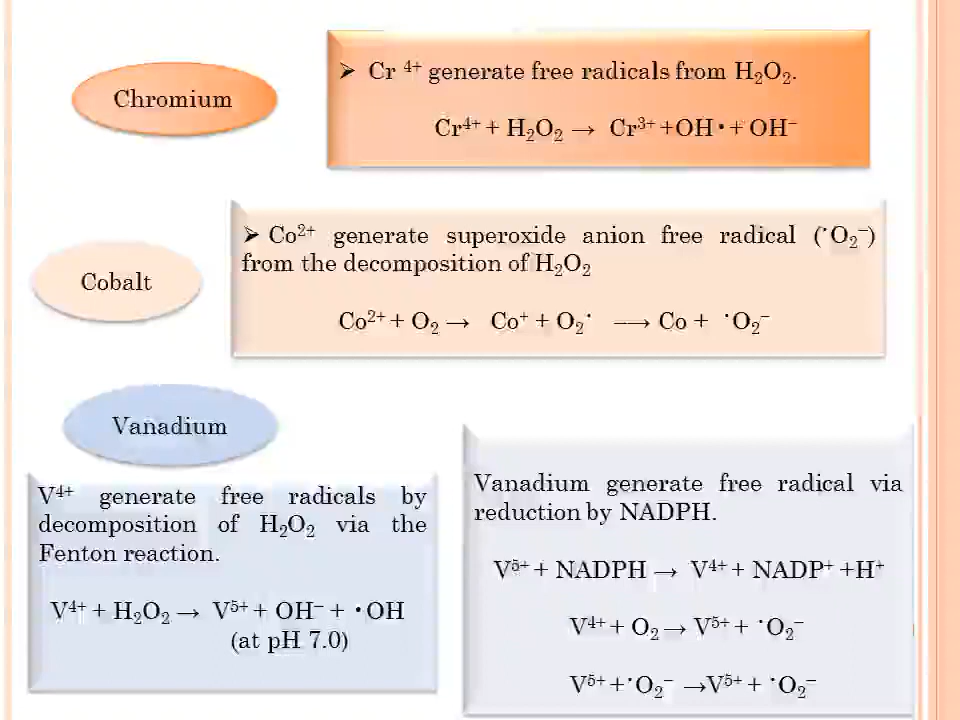 Chromium
➢ Cr ⁴⁺ generate free radicals from H₂O₂.
Cr⁴⁺ + H₂O₂ → Cr³⁺ +OH• + OH⁻
Cobalt
➢ Co²⁺ generate superoxide anion free radical (˙O₂⁻)
from the decomposition of H₂O₂
Co²⁺ + O₂ → Co⁺ + O₂˙ ⟶ Co + ˙O₂⁻
Vanadium
V⁴⁺ generate free radicals by
decomposition of H₂O₂ via the
Fenton reaction.
V⁴⁺ + H₂O₂ → V⁵⁺ + OH⁻ + •OH
(at pH 7.0)
Vanadium generate free radical via
reduction by NADPH.
V⁵⁺ + NADPH → V⁴⁺ + NADP⁺ +H⁺
V⁴⁺ + O₂ → V⁵⁺ + ˙O₂⁻
V⁵⁺ +˙O₂⁻ →V⁵⁺ + ˙O₂⁻